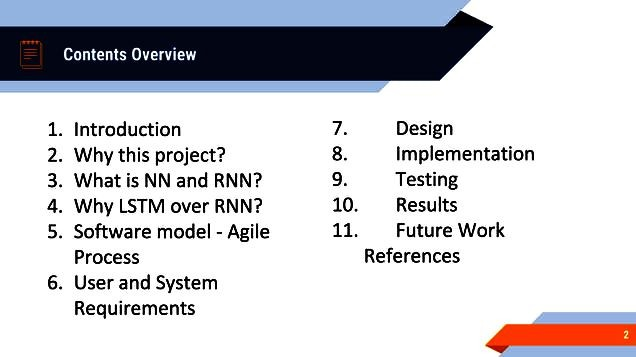 Contents Overview
1. Introduction
2. Why this project?
3. What is NN and RNN?
4. Why LSTM over RNN?
5. Software model - Agile
Process
6. User and System
Requirements
7. Design
8. Implementation
9. Testing
10. Results
11. Future Work
References
2